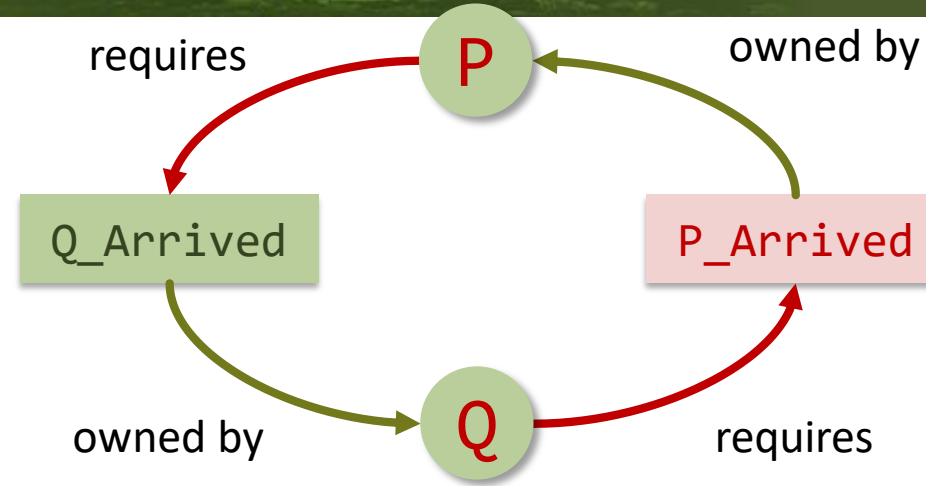 requires
P
owned by
Q_Arrived
P_Arrived
owned by
Q
requires